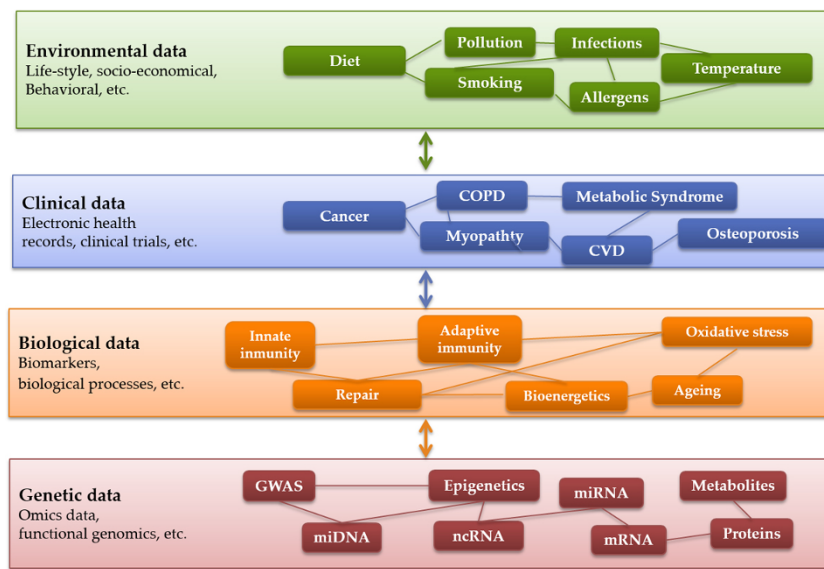 Environmental data
Life-style, socio-economical,
Behavioral, etc.
Diet
Pollution
Infections
Smoking
Allergens
Temperature
Clinical data
Electronic health
records, clinical trials, etc.
Cancer
COPD
Metabolic Syndrome
Myopathty
CVD
Osteoporosis
Biological data
Biomarkers,
biological processes, etc.
Innate
inmunity
Adaptive
immunity
Oxidative stress
Repair
Bioenergetics
Ageing
Genetic data
Omics data,
functional genomics, etc.
GWAS
Epigenetics
miRNA
Metabolites
miDNA
ncRNA
mRNA
Proteins